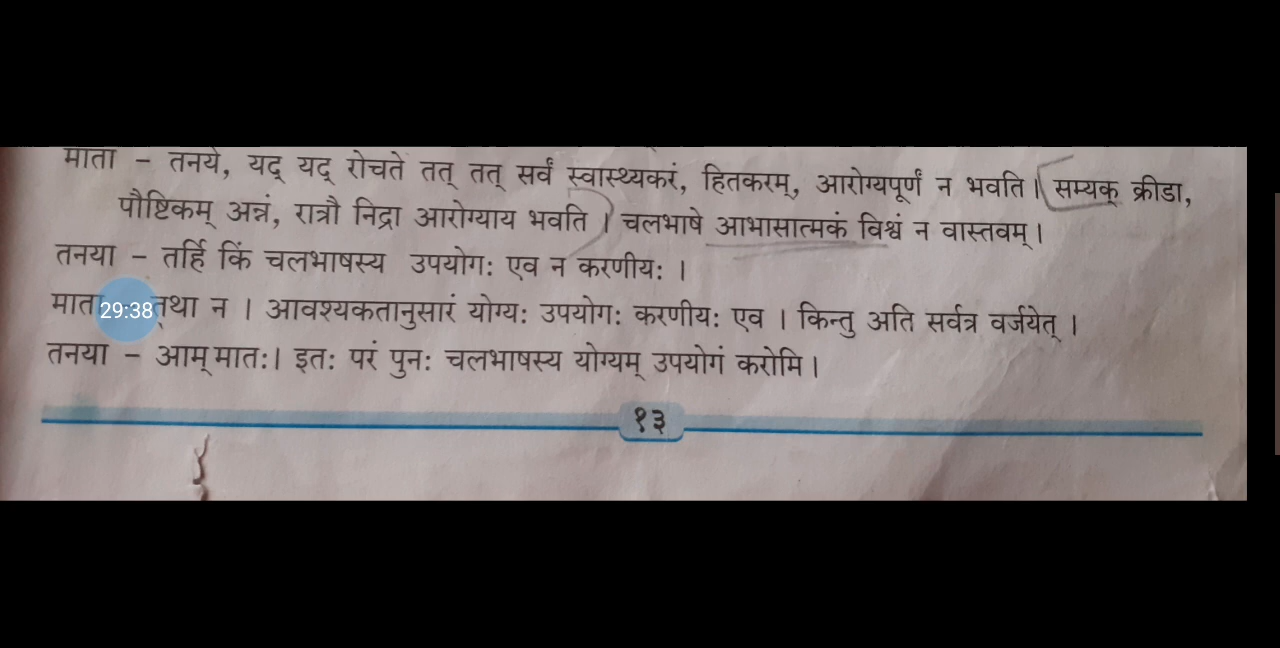 माता – तनये, यद् यद् रोचते तत् तत् सर्वं स्वास्थ्यकरं, हितकरम्, आरोग्यपूर्णं न भवति। सम्यक् क्रीडा,
पौष्टिकम् अन्नं, रात्रौ निद्रा आरोग्याय भवति । चलभाषे आभासात्मकं विश्वं न वास्तवम्।
तनया – तर्हि किं चलभाषस्य उपयोगः एव न करणीयः ।
माता 29:38 तथा न । आवश्यकतानुसारं योग्यः उपयोगः करणीयः एव । किन्तु अति सर्वत्र वर्जयेत् ।
तनया – आम् मातः। इतः परं पुनः चलभाषस्य योग्यम् उपयोगं करोमि।
१३